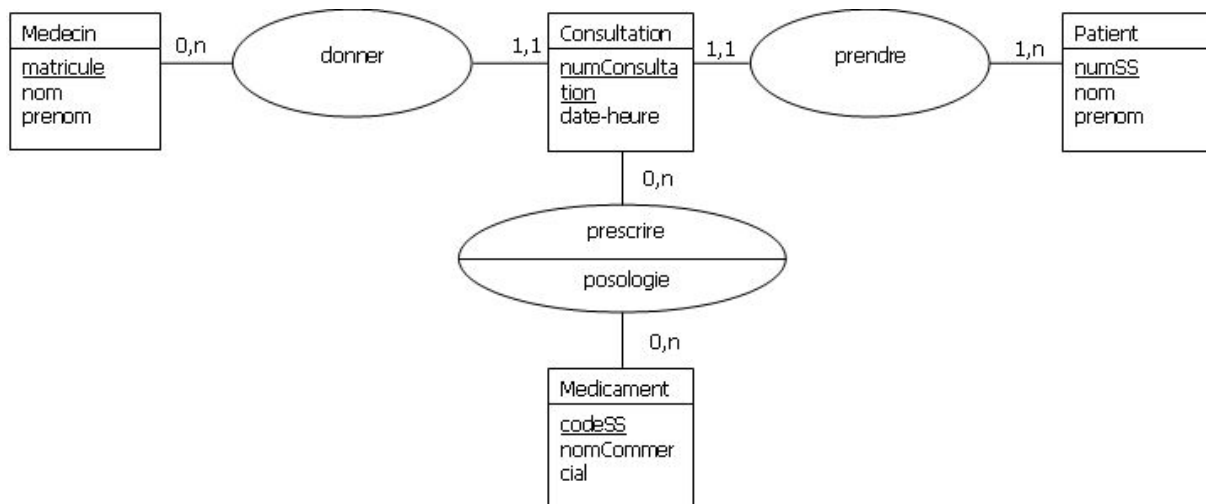 Medecin
matricule
nom
prenom
0,n
donner
1,1
Consultation
numConsulta
tion
date-heure
1,1
prendre
1,n
Patient
numSS
nom
prenom
0,n
prescrire
posologie
0,n
Medicament
codeSS
nomCommer
cial